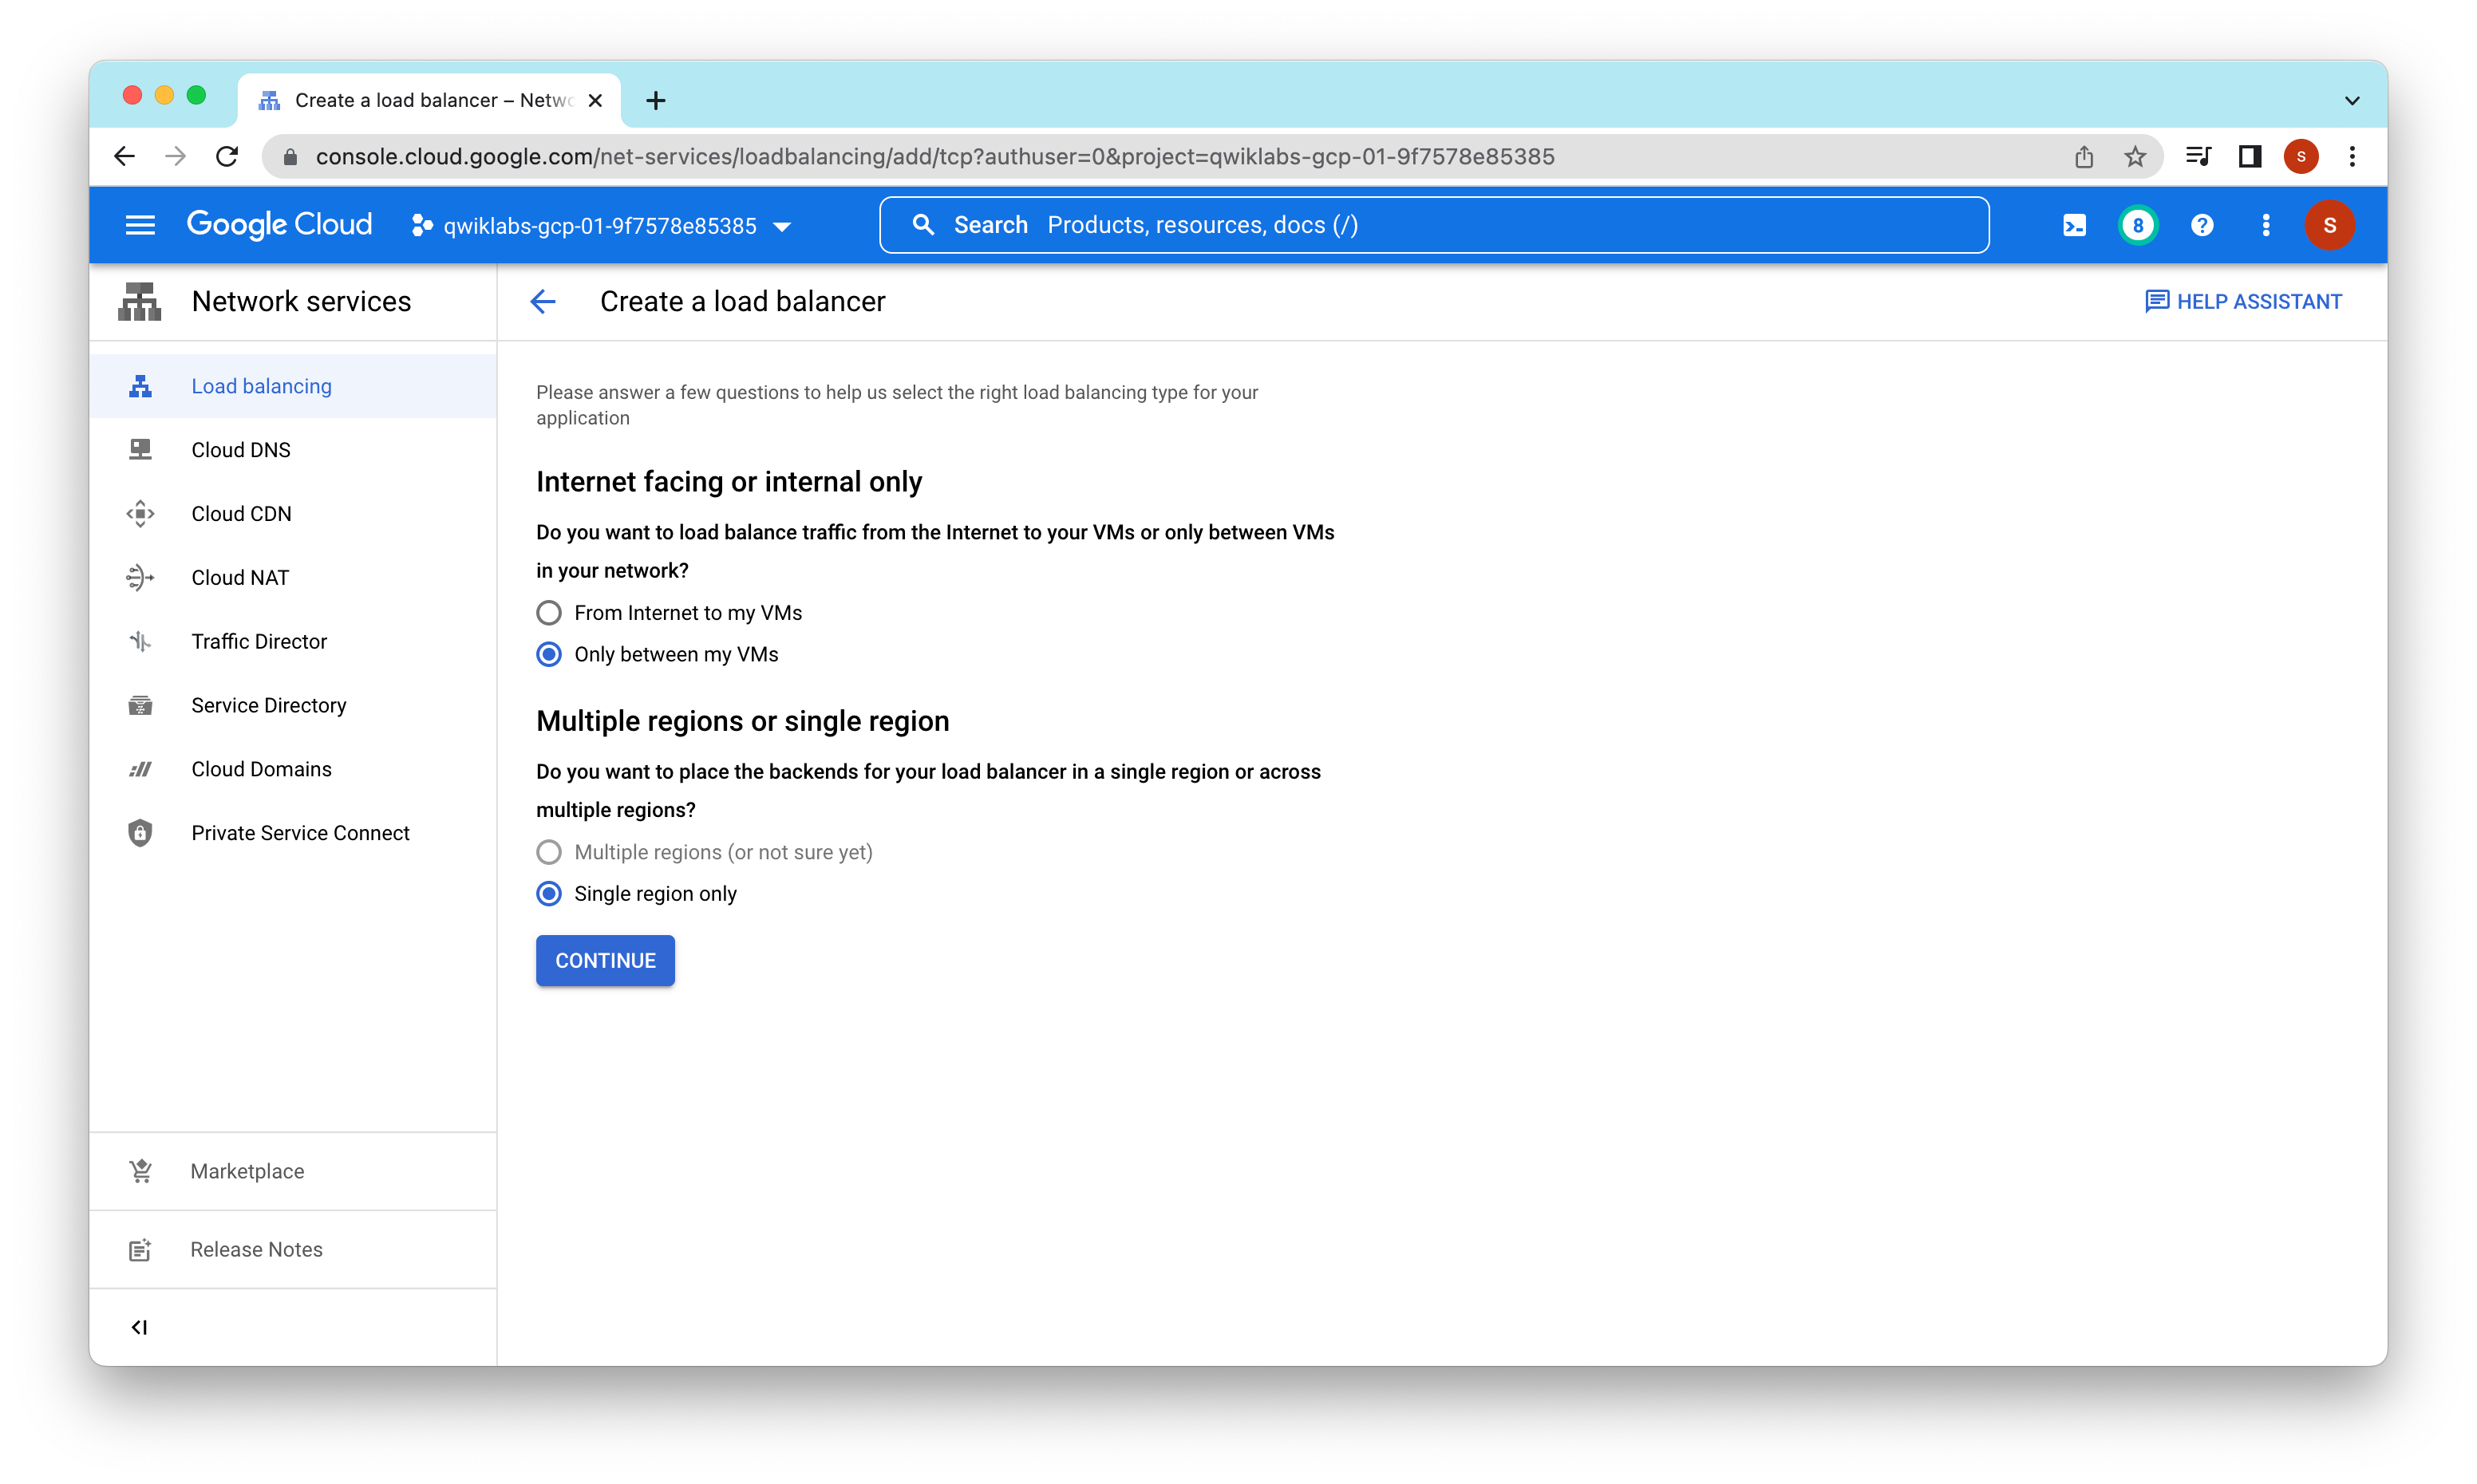 Create a load balancer – Netwo
console.cloud.google.com/net-services/loadbalancing/add/tcp?authuser=0&project=qwiklabs-gcp-01-9f7578e85385
S
Google Cloud
qwiklabs-gcp-01-9f7578e85385
Search Products, resources, docs (/)
8
?
S
Network services
Create a load balancer
HELP ASSISTANT
Load balancing
Cloud DNS
Cloud CDN
Cloud NAT
Traffic Director
Service Directory
Cloud Domains
Private Service Connect
Marketplace
Release Notes
Please answer a few questions to help us select the right load balancing type for your
application
Internet facing or internal only
Do you want to load balance traffic from the Internet to your VMs or only between VMs
in your network?
From Internet to my VMs
Only between my VMs
Multiple regions or single region
Do you want to place the backends for your load balancer in a single region or across
multiple regions?
Multiple regions (or not sure yet)
Single region only
CONTINUE